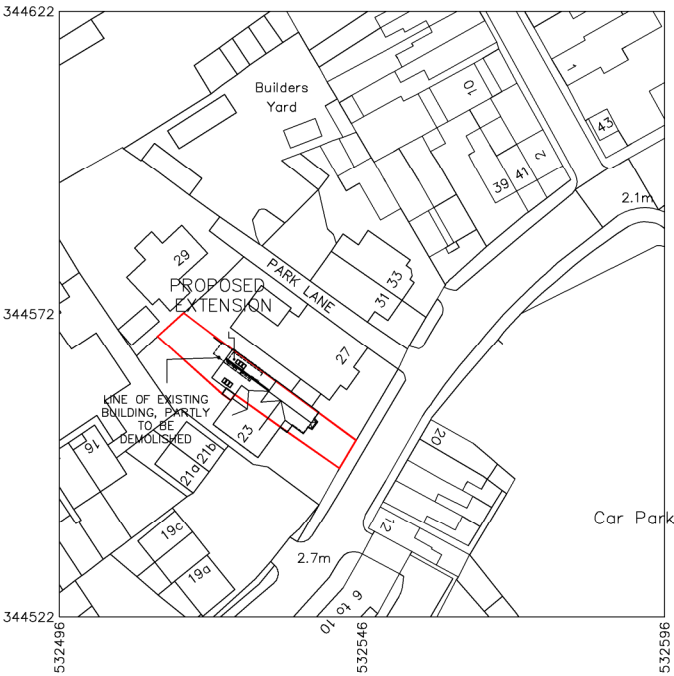 344622
Builders
Yard
10
1
43
2
41
39
2.1m
29
PARK LANE
33
31
PROPOSED
EXTENSION
344572
27
LINE OF EXISTING
BUILDING, PARTLY
TO BE
DEMOLISHED
23
20
16
21b
21a
Car Park
12
19c
2.7m
19a
6 to 10
344522
532496
532546
532596